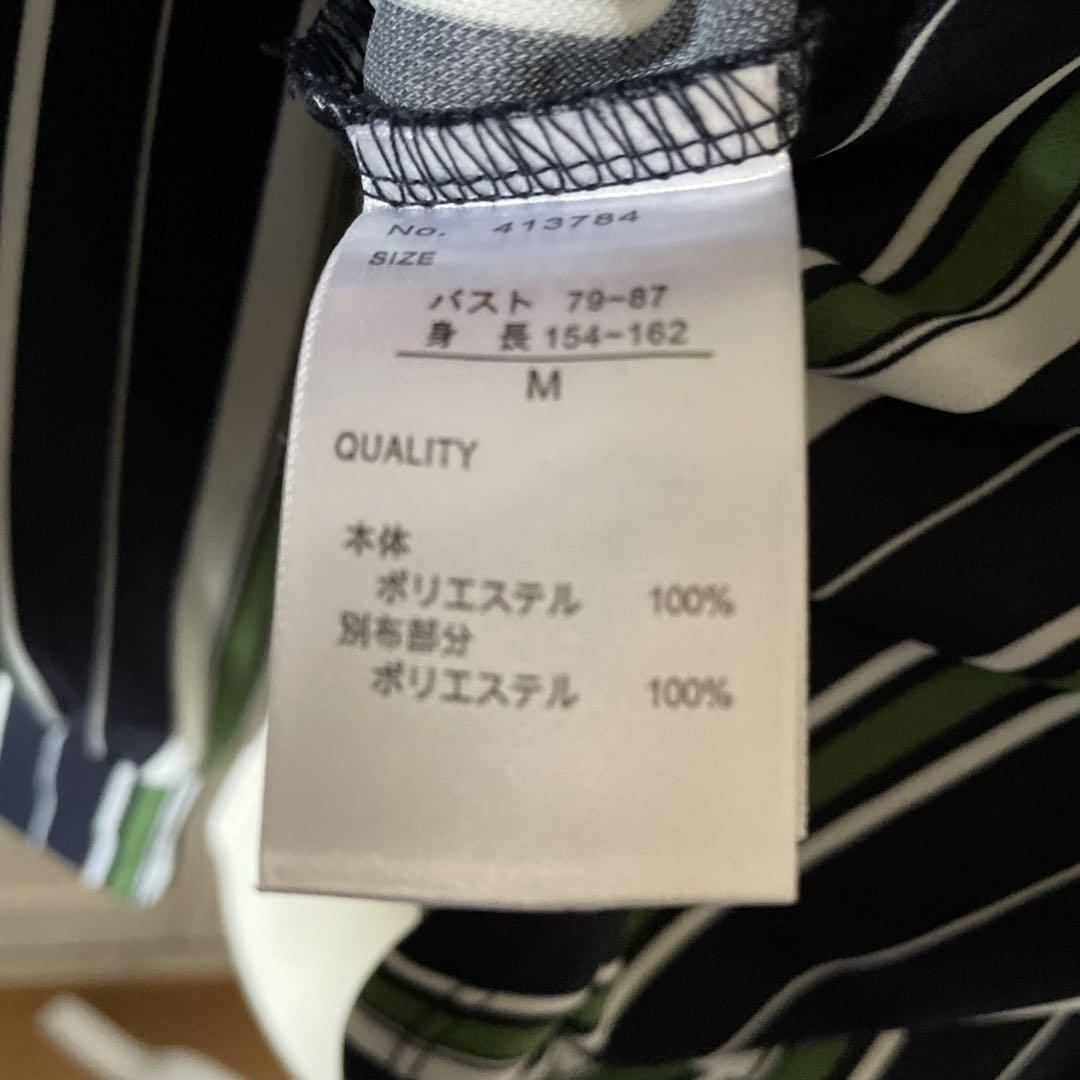 No. 413784
SIZE
バスト 79-87
身 長 154-162
M
QUALITY
本体
ポリエステル 100%
別布部分
ポリエステル 100%